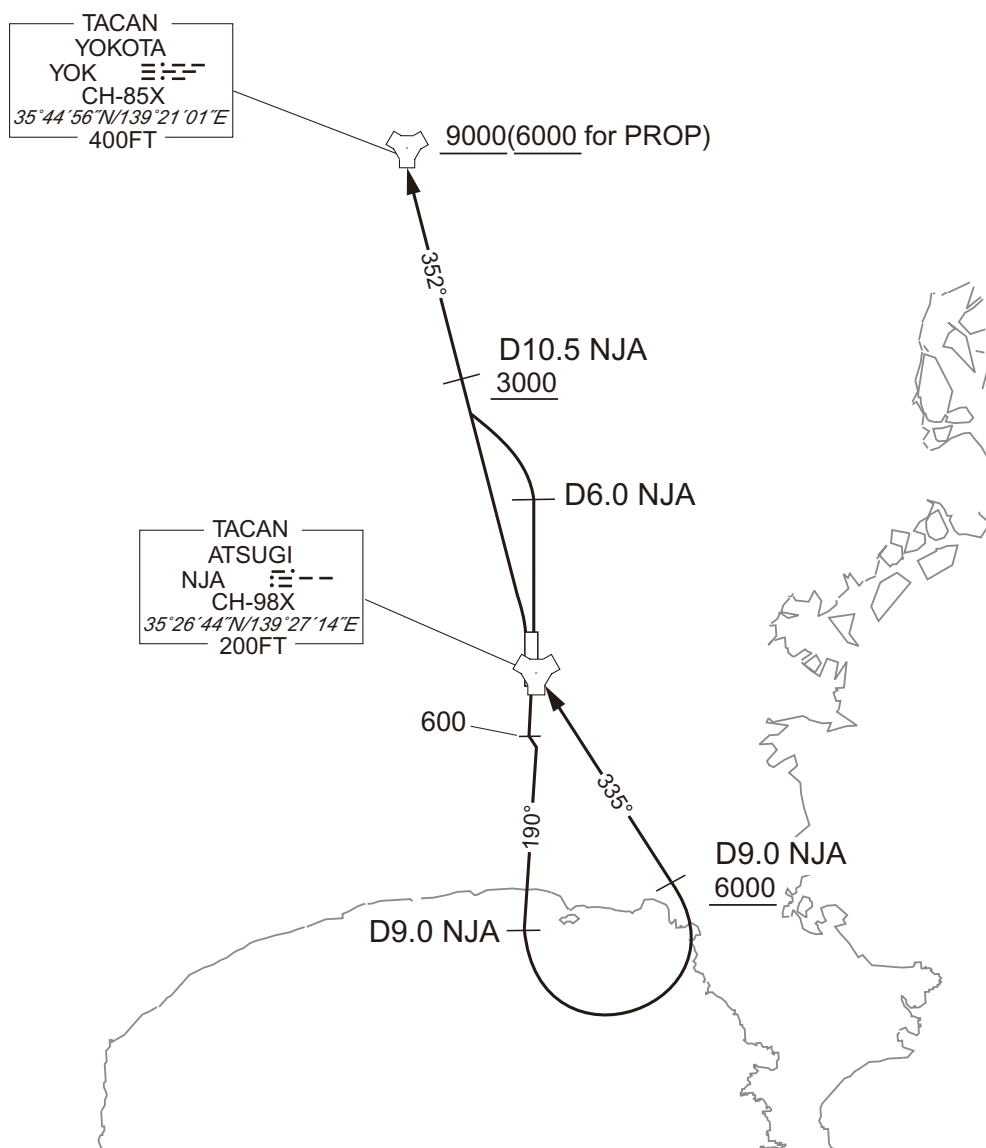 TACAN
YOKOTA
YOK
CH-85X
35°44´56˝N/139°21´01˝E
400FT
9000(6000 for PROP)
352°
D10.5 NJA
3000
D6.0 NJA
TACAN
ATSUGI
NJA
CH-98X
35°26´44˝N/139°27´14˝E
200FT
600
335°
190°
D9.0 NJA
6000
D9.0 NJA